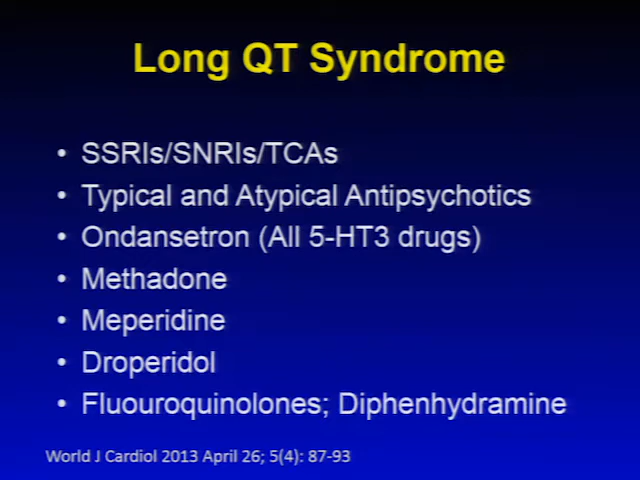 Long QT Syndrome
• SSRIs/SNRIs/TCAs
• Typical and Atypical Antipsychotics
• Ondansetron (All 5-HT3 drugs)
• Methadone
• Meperidine
• Droperidol
• Fluouroquinolones; Diphenhydramine
World J Cardiol 2013 April 26; 5(4): 87-93